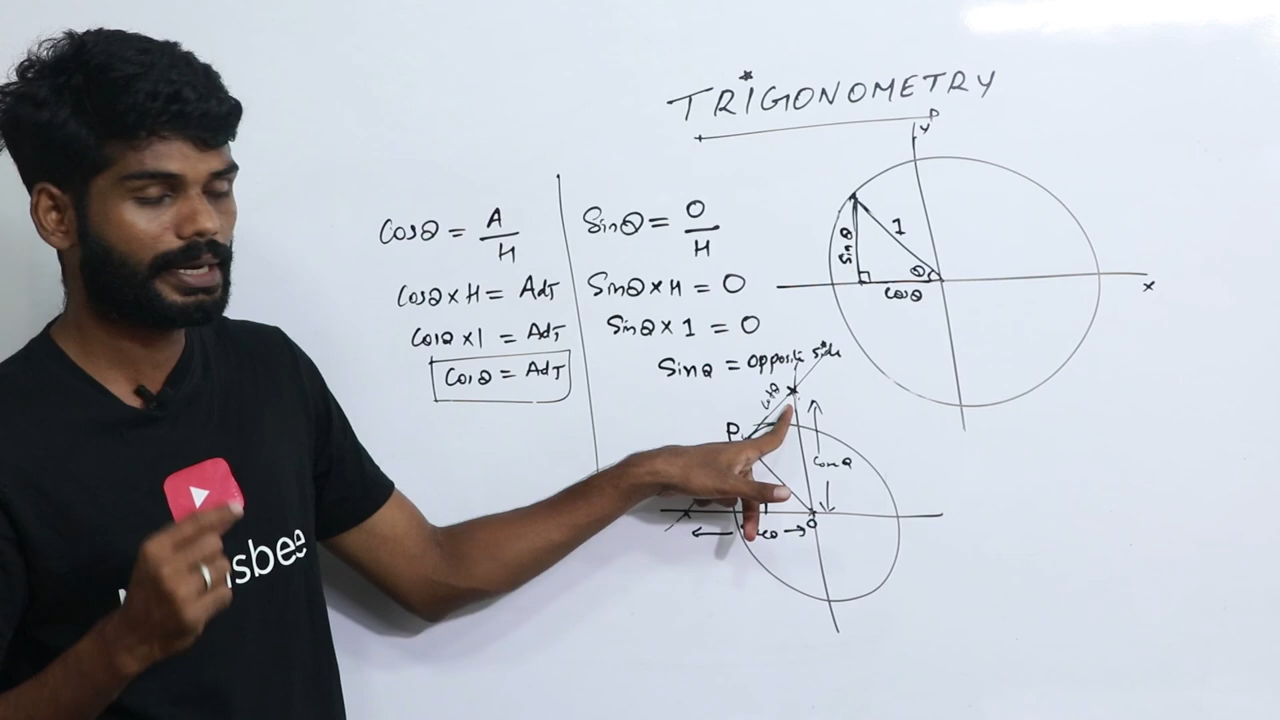 TRIGONOMETRY
y
Cosθ = A/H
Cosθ × H = Adj
Cosθ × 1 = Adj
Cosθ = Adj
Sinθ = O/H
Sinθ × H = O
Sinθ × 1 = O
Sinθ = opposite side
1
Sinθ
θ
Cosθ
x
P
O
sbee